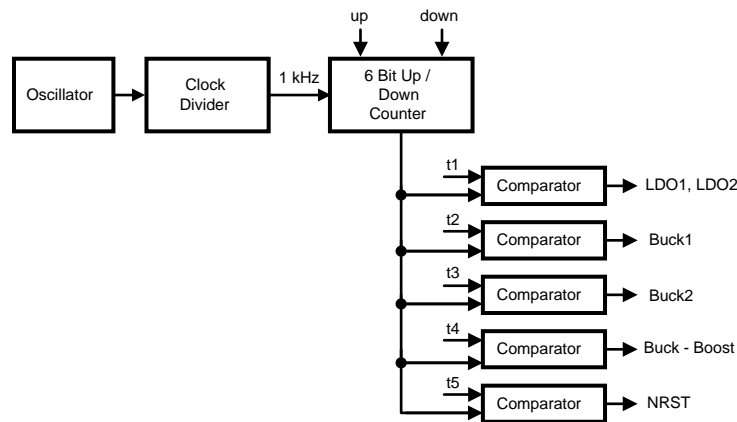 up
down
Oscillator
Clock
Divider
1 kHz
6 Bit Up /
Down
Counter
t1
Comparator
LDO1, LDO2
t2
Comparator
Buck1
t3
Comparator
Buck2
t4
Comparator
Buck - Boost
t5
Comparator
NRST